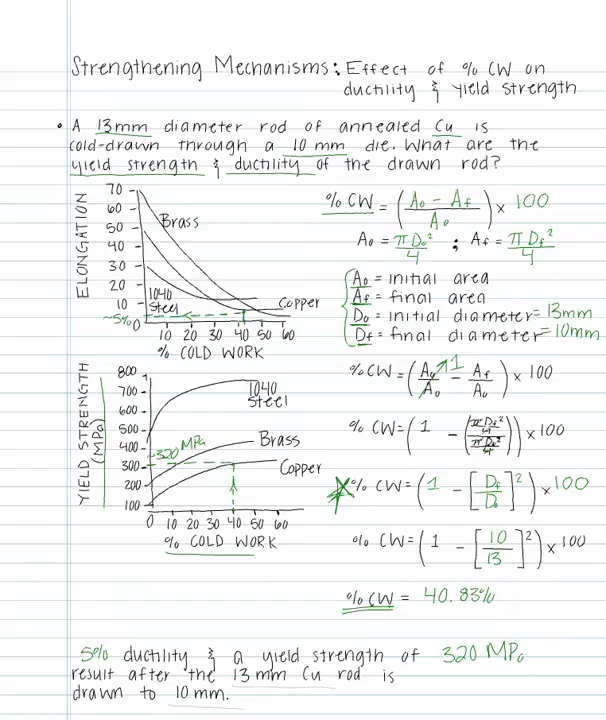 Strengthening Mechanisms: Effect of % CW on
ductility & yield strength
• A 13mm diameter rod of annealed Cu is
cold-drawn through a 10 mm die. What are the
yield strength & ductility of the drawn rod?
ELONGATION
70
60
50
40
30
20
10
0
~5%
Brass
1040
Steel
Copper
10 20 30 40 50 60
% COLD WORK
% CW = (A₀ - A_f / A₀) × 100
A₀ = πD₀²/4 ; A_f = πD_f²/4
A₀ = initial area
A_f = final area
D₀ = initial diameter = 13mm
D_f = final diameter = 10mm
YIELD STRENGTH
(MPa)
800
700
600
500
400
300
200
100
~320 MPa
1040
Steel
Brass
Copper
0 10 20 30 40 50 60
% COLD WORK
% CW = (A₀/A₀ 1 - A_f/A₀) × 100
% CW = (1 - (πD_f²/4 / πD₀²/4)) × 100
% CW = (1 - [D_f/D₀]²) × 100
% CW = (1 - [10/13]²) × 100
% CW = 40.83%
5% ductility & a yield strength of 320 MPa
result after the 13 mm Cu rod is
drawn to 10 mm.